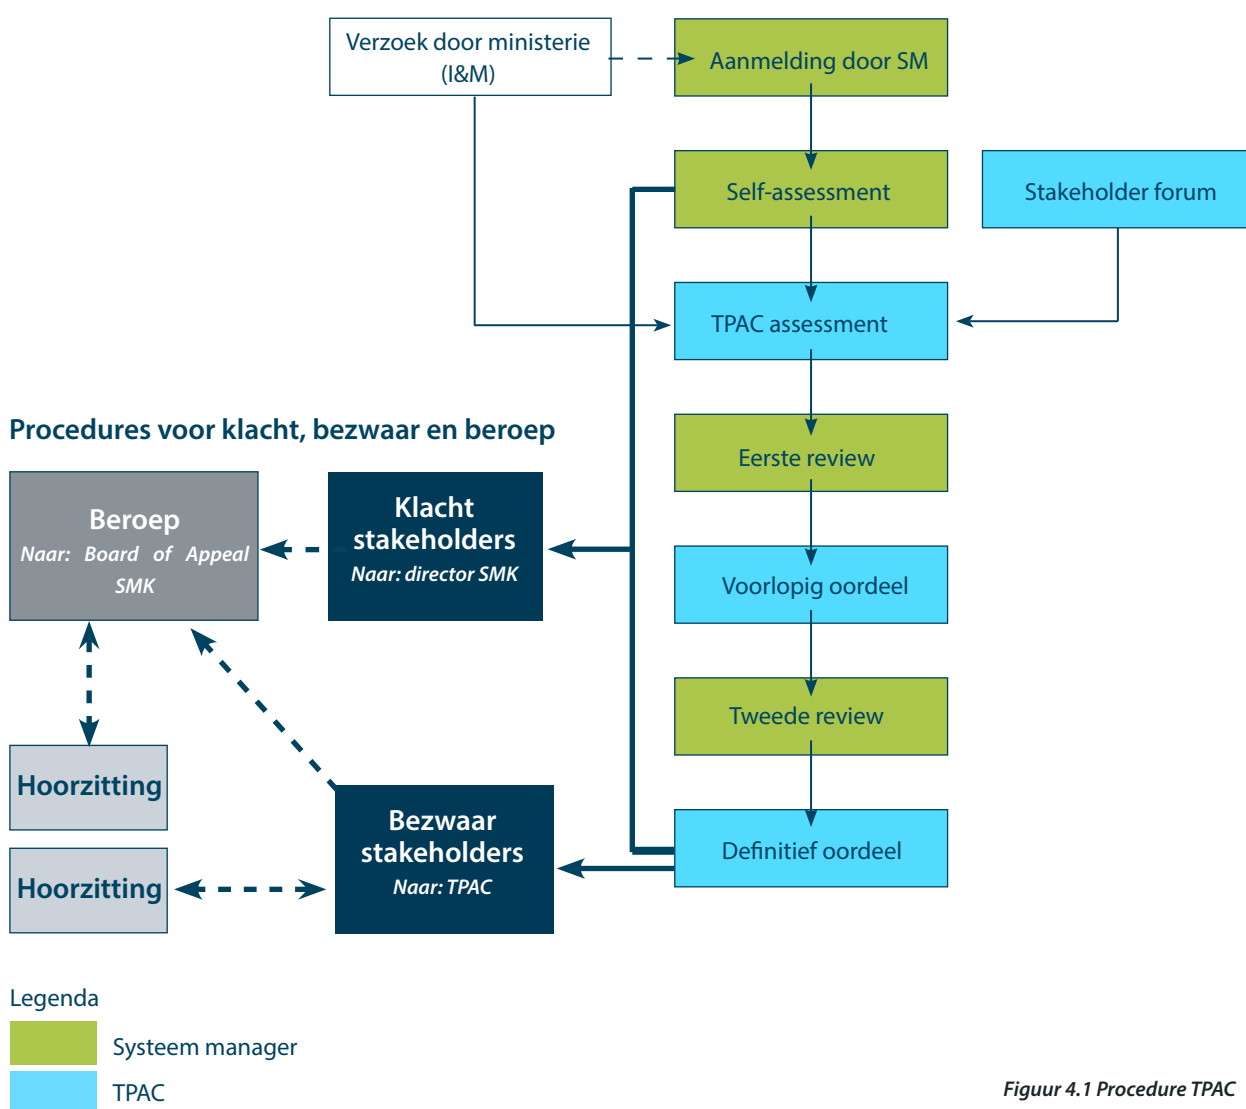 Verzoek door ministerie
(I&M)
Aanmelding door SM
Self-assessment
Stakeholder forum
TPAC assessment
Eerste review
Procedures voor klacht, bezwaar en beroep
Beroep
Naar: Board of Appeal
SMK
Klacht
stakeholders
Naar: director SMK
Voorlopig oordeel
Tweede review
Hoorzitting
Bezwaar
stakeholders
Naar: TPAC
Definitief oordeel
Hoorzitting
Legenda
Systeem manager
TPAC
Figuur 4.1 Procedure TPAC